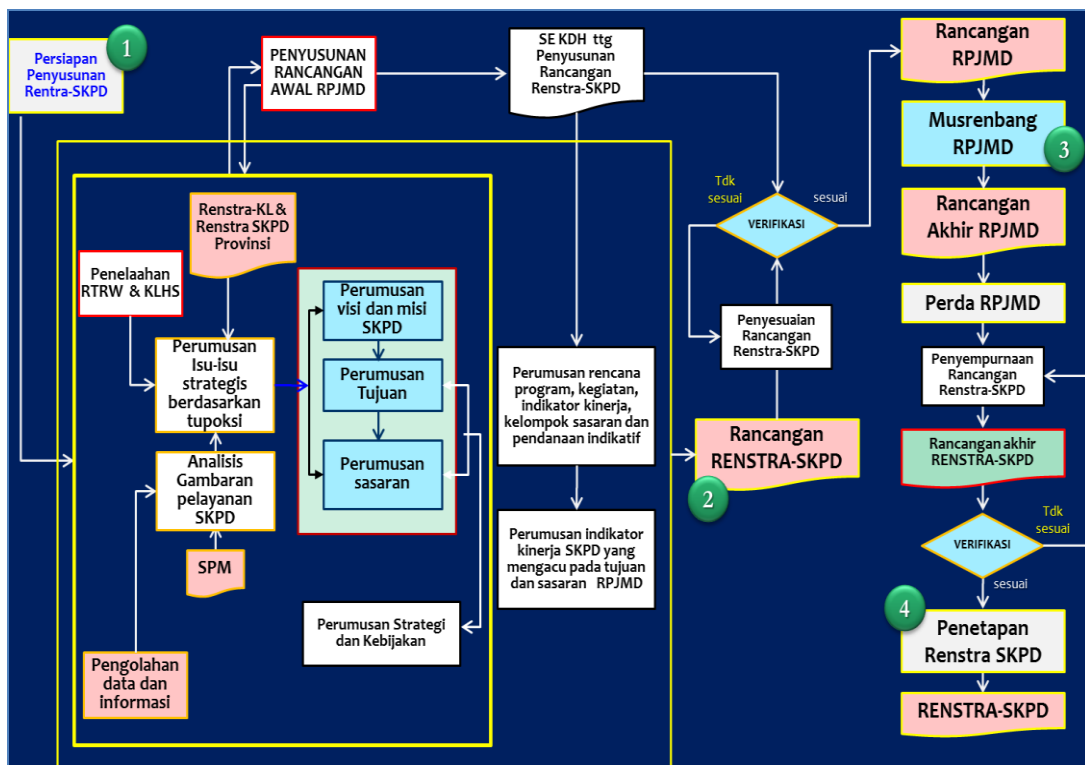 1
Persiapan
Penyusunan
Rentra-SKPD
PENYUSUNAN
RANCANGAN
AWAL RPJMD
SE KDH ttg
Penyusunan
Rancangan
Renstra-SKPD
Renstra-KL &
Renstra SKPD
Provinsi
Penelaahan
RTRW & KLHS
Perumusan
Isu-isu
strategis
berdasarkan
tupoksi
Analisis
Gambaran
pelayanan
SKPD
SPM
Pengolahan
data dan
informasi
Perumusan
visi dan misi
SKPD
Perumusan
Tujuan
Perumusan
sasaran
Perumusan Strategi
dan Kebijakan
Perumusan rencana
program, kegiatan,
indikator kinerja,
kelompok sasaran dan
pendanaan indikatif
Perumusan indikator
kinerja SKPD yang
mengacu pada tujuan
dan sasaran RPJMD
Rancangan
RENSTRA-SKPD
2
Penyesuaian
Rancangan
Renstra-SKPD
Tdk
sesuai
VERIFIKASI
sesuai
Rancangan
RPJMD
Musrenbang
RPJMD
3
Rancangan
Akhir RPJMD
Perda RPJMD
Penyempurnaan
Rancangan
Renstra-SKPD
Rancangan akhir
RENSTRA-SKPD
VERIFIKASI
Tdk
sesuai
sesuai
4
Penetapan
Renstra SKPD
RENSTRA-SKPD